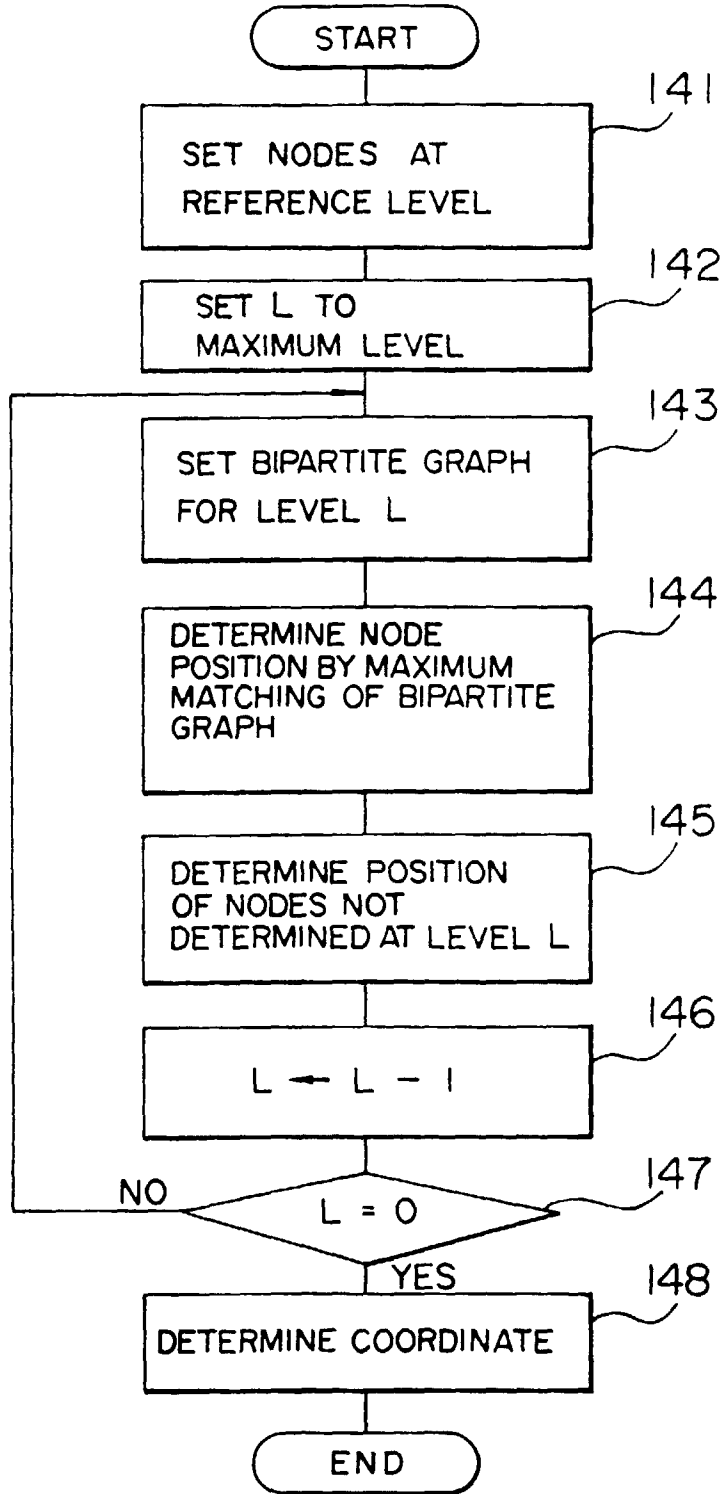 START
141
SET NODES AT
REFERENCE LEVEL
142
SET L TO
MAXIMUM LEVEL
143
SET BIPARTITE GRAPH
FOR LEVEL L
144
DETERMINE NODE
POSITION BY MAXIMUM
MATCHING OF BIPARTITE
GRAPH
145
DETERMINE POSITION
OF NODES NOT
DETERMINED AT LEVEL L
146
L ← L - 1
147
NO
L = 0
YES
148
DETERMINE COORDINATE
END